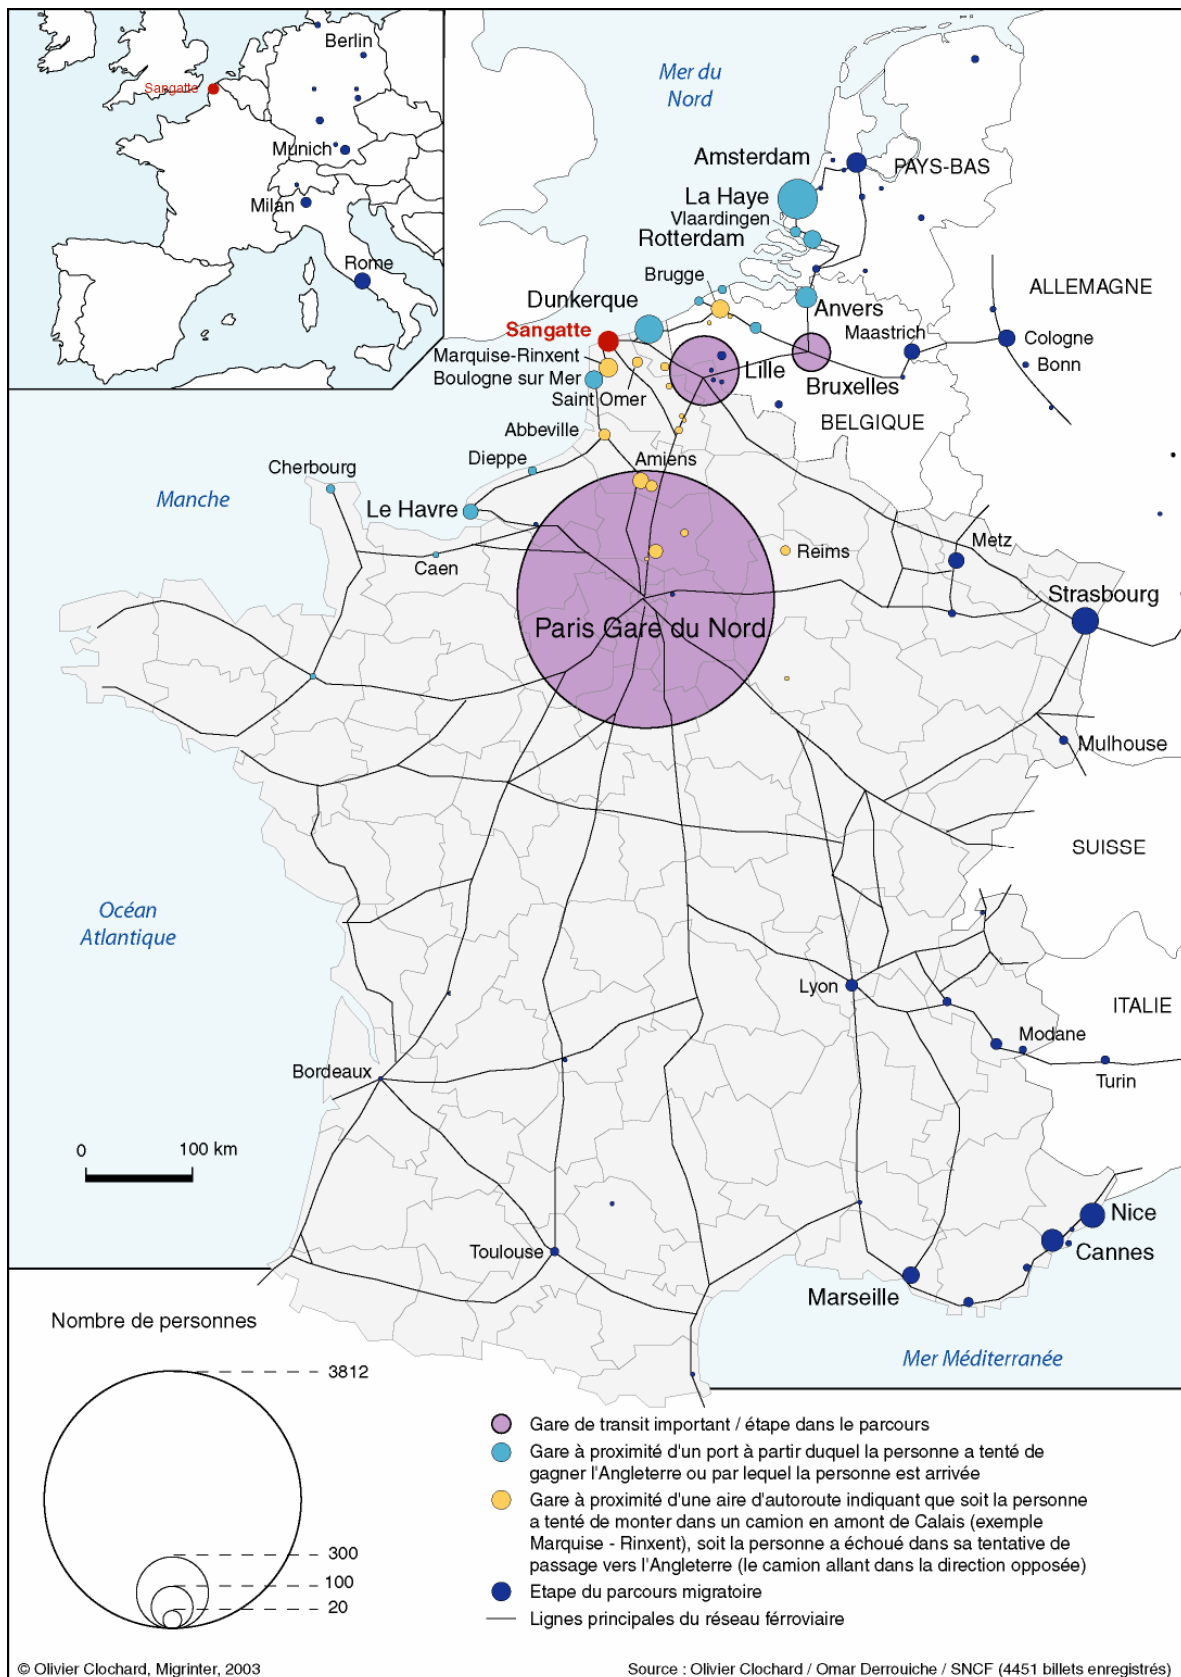 Berlin
Sangatte
Munich
Milan
Rome
Mer du
Nord
Amsterdam
PAYS-BAS
La Haye
Vlaardingen
Rotterdam
Brugge
ALLEMAGNE
Dunkerque
Anvers
Sangatte
Maastrich
Cologne
Marquise-Rinxent
Bonn
Boulogne sur Mer
Lille
Bruxelles
Saint Omer
BELGIQUE
Abbeville
Dieppe
Amiens
Cherbourg
Manche
Le Havre
Metz
Reims
Caen
Strasbourg
Paris Gare du Nord
Mulhouse
SUISSE
Océan
Atlantique
Lyon
ITALIE
Modane
Bordeaux
Turin
0 100 km
Nice
Toulouse
Cannes
Marseille
Mer Méditerranée
Nombre de personnes
3812
300
100
20
Gare de transit important / étape dans le parcours
Gare à proximité d'un port à partir duquel la personne a tenté de
gagner l'Angleterre ou par lequel la personne est arrivée
Gare à proximité d'une aire d'autoroute indiquant que soit la personne
a tenté de monter dans un camion en amont de Calais (exemple
Marquise - Rinxent), soit la personne a échoué dans sa tentative de
passage vers l'Angleterre (le camion allant dans la direction opposée)
Etape du parcours migratoire
Lignes principales du réseau férroviaire
© Olivier Clochard, Migrinter, 2003
Source : Olivier Clochard / Omar Derrouiche / SNCF (4451 billets enregistrés)